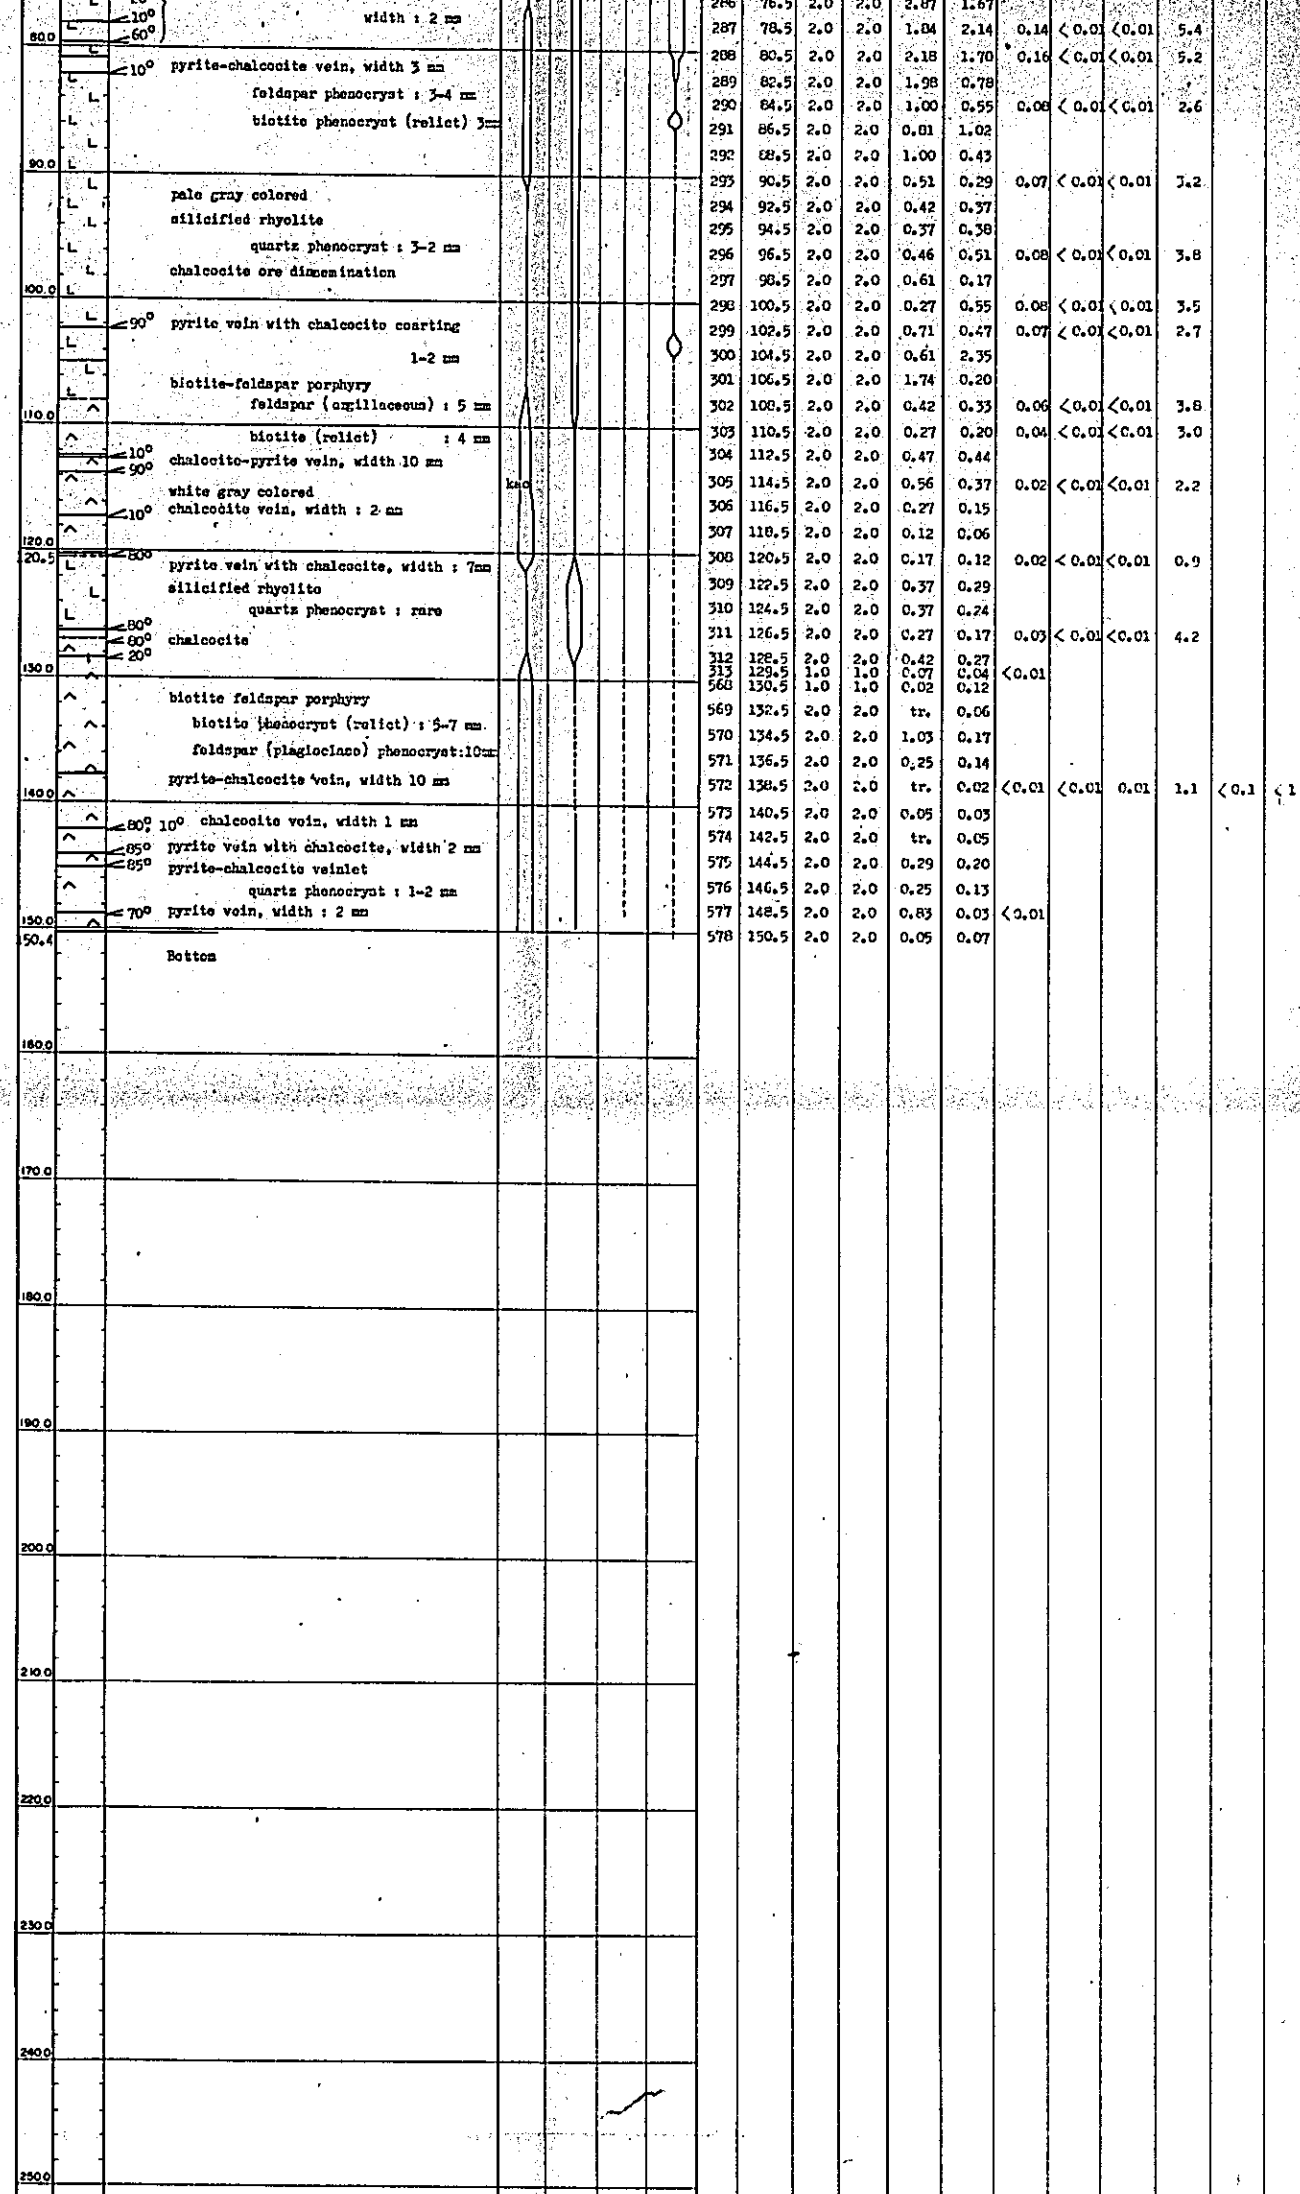 286 76.5 2.0 2.0 2.87 1.67
10° width : 2 mm 287 78.5 2.0 2.0 1.84 2.14 0.14 <0.01 <0.01 5.4
60°
80.0 288 80.5 2.0 2.0 2.18 1.70 0.16 <0.01 <0.01 5.2
10° pyrite-chalcocite vein, width 3 mm
289 82.5 2.0 2.0 1.98 0.78
feldspar phenocryst : 3-4 mm
290 84.5 2.0 2.0 1.00 0.55 0.08 <0.01 <0.01 2.6
biotite phenocryst (relict) 3mm
291 86.5 2.0 2.0 0.81 1.02
292 88.5 2.0 2.0 1.00 0.43
90.0
293 90.5 2.0 2.0 0.51 0.29 0.07 <0.01 <0.01 3.2
pale gray colored
294 92.5 2.0 2.0 0.42 0.37
silicified rhyolite
295 94.5 2.0 2.0 0.37 0.38
quartz phenocryst : 3-2 mm
296 96.5 2.0 2.0 0.46 0.51 0.08 <0.01 <0.01 3.8
chalcocite ore dimemination
297 98.5 2.0 2.0 0.61 0.17
100.0
298 100.5 2.0 2.0 0.27 0.55 0.08 <0.01 <0.01 3.5
90° pyrite vein with chalcocite coarting
299 102.5 2.0 2.0 0.71 0.47 0.07 <0.01 <0.01 2.7
1-2 mm
300 104.5 2.0 2.0 0.61 2.35
biotite-feldspar porphyry
301 106.5 2.0 2.0 1.74 0.20
feldspar (argillaceous) : 5 mm
302 108.5 2.0 2.0 0.42 0.33 0.06 <0.01 <0.01 3.8
110.0
biotite (relict) : 4 mm
303 110.5 2.0 2.0 0.27 0.20 0.04 <0.01 <0.01 3.0
10°
90° chalcocite-pyrite vein, width 10 mm
304 112.5 2.0 2.0 0.47 0.44
kao
305 114.5 2.0 2.0 0.56 0.37 0.02 <0.01 <0.01 2.2
white gray colored
10° chalcocite vein, width : 2 mm
306 116.5 2.0 2.0 0.27 0.15
307 118.5 2.0 2.0 0.12 0.06
120.0
120.5 80° pyrite vein with chalcocite, width : 7mm
308 120.5 2.0 2.0 0.17 0.12 0.02 <0.01 <0.01 0.9
silicified rhyolite
309 122.5 2.0 2.0 0.37 0.29
quartz phenocryst : rare
310 124.5 2.0 2.0 0.37 0.24
80°
80° chalcocite
311 126.5 2.0 2.0 0.27 0.17 0.03 <0.01 <0.01 4.2
20°
312 128.5 2.0 2.0 0.42 0.27
130.0
313 129.5 1.0 1.0 0.07 0.04 <0.01
568 130.5 1.0 1.0 0.02 0.12
biotite feldspar porphyry
569 132.5 2.0 2.0 tr. 0.06
biotite phenocryst (relict) : 5-7 mm.
570 134.5 2.0 2.0 1.03 0.17
feldspar (plagioclase) phenocryst:10mm
571 136.5 2.0 2.0 0.25 0.14
pyrite-chalcocite vein, width 10 mm
572 138.5 2.0 2.0 tr. 0.02 <0.01 <0.01 0.01 1.1 <0.1 <1
140.0
573 140.5 2.0 2.0 0.05 0.03
80°, 10° chalcocite vein, width 1 mm
574 142.5 2.0 2.0 tr. 0.05
85° pyrite vein with chalcocite, width 2 mm
85° pyrite-chalcocite veinlet
575 144.5 2.0 2.0 0.29 0.20
quartz phenocryst : 1-2 mm
576 146.5 2.0 2.0 0.25 0.13
70° pyrite vein, width : 2 mm
577 148.5 2.0 2.0 0.83 0.03 <0.01
150.0
150.4
578 150.5 2.0 2.0 0.05 0.07
Bottom
160.0
170.0
180.0
190.0
200.0
210.0
220.0
230.0
240.0
250.0